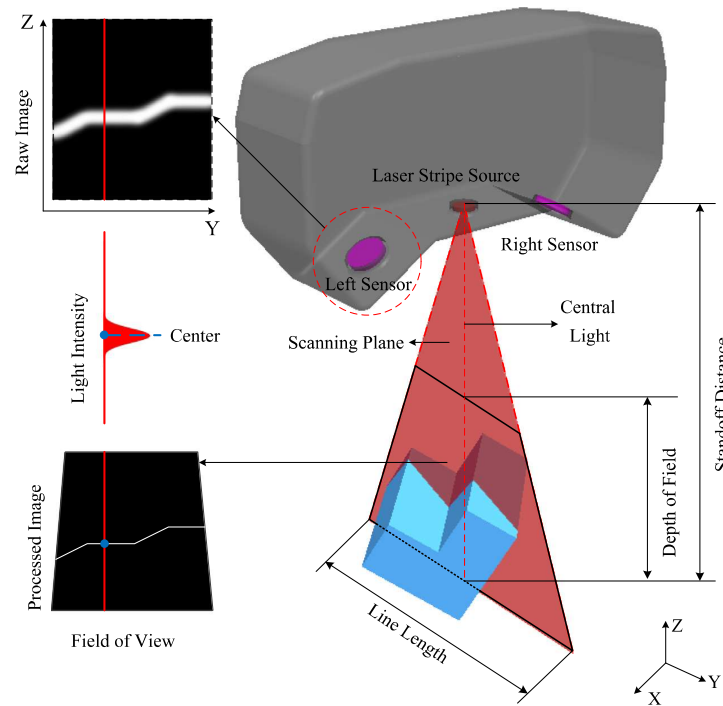 Z
Raw Image
Y
Laser Stripe Source
Right Sensor
Left Sensor
Light Intensity
Center
Scanning Plane
Central
Light
Standoff Distance
Depth of Field
Processed Image
Line Length
Field of View
Z
Y
X